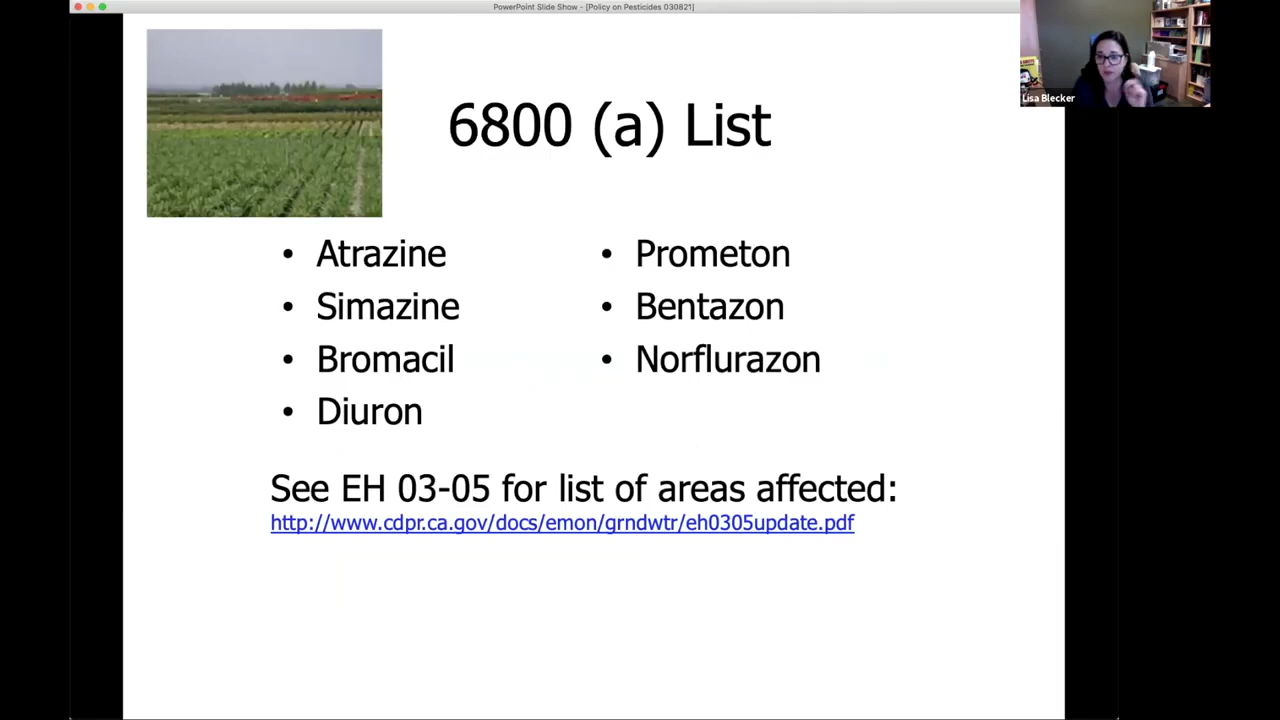 PowerPoint Slide Show - [Policy on Pesticides 030821]
Lisa Blecker
6800 (a) List
• Atrazine
• Simazine
• Bromacil
• Diuron
• Prometon
• Bentazon
• Norflurazon
See EH 03-05 for list of areas affected:
http://www.cdpr.ca.gov/docs/emon/grndwtr/eh0305update.pdf